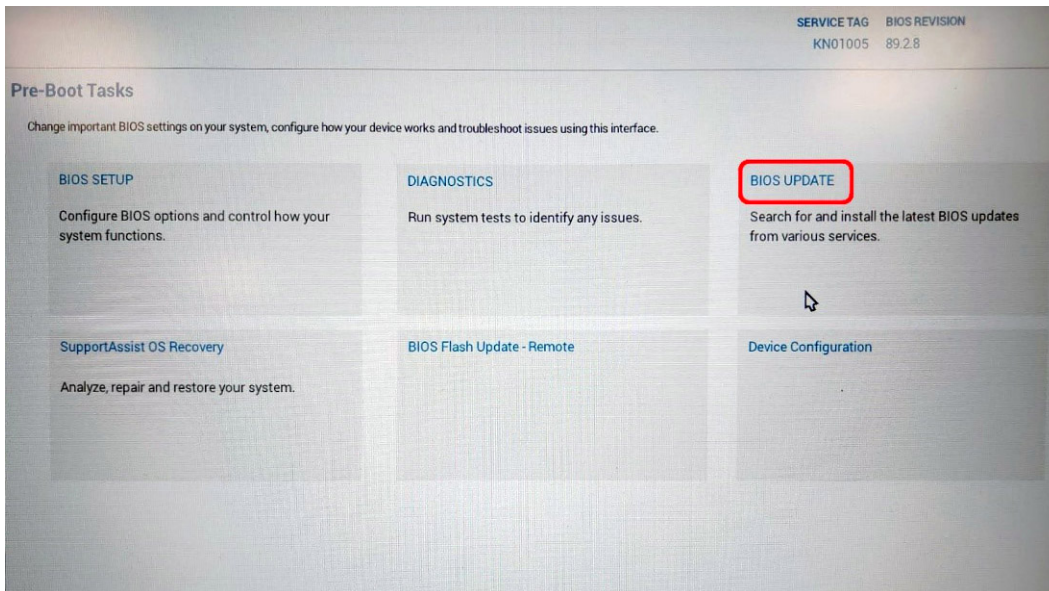 SERVICE TAG BIOS REVISION
KN01005 89.2.8
Pre-Boot Tasks
Change important BIOS settings on your system, configure how your device works and troubleshoot issues using this interface.
BIOS SETUP
Configure BIOS options and control how your
system functions.
DIAGNOSTICS
Run system tests to identify any issues.
BIOS UPDATE
Search for and install the latest BIOS updates
from various services.
SupportAssist OS Recovery
Analyze, repair and restore your system.
BIOS Flash Update - Remote
Device Configuration